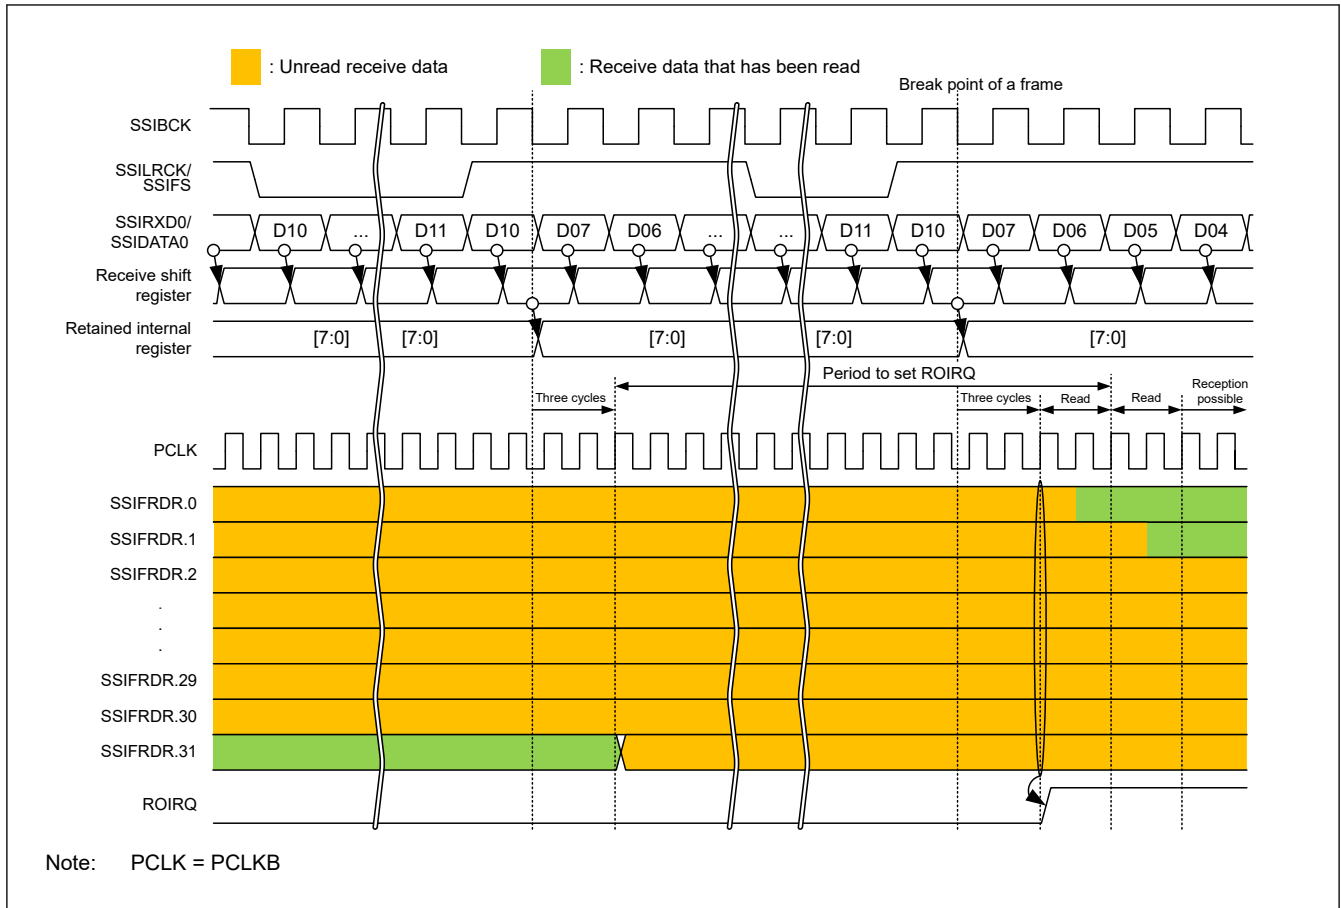 : Unread receive data
: Receive data that has been read
Break point of a frame
SSIBCK
SSILRCK/
SSIFS
SSIRXD0/
SSIDATA0
D10
...
D11
D10
D07
D06
...
...
D11
D10
D07
D06
D05
D04
Receive shift
register
Retained internal
register
[7:0]
[7:0]
[7:0]
[7:0]
[7:0]
Period to set ROIRQ
Three cycles
Three cycles
Read
Read
Reception
possible
PCLK
SSIFRDR.0
SSIFRDR.1
SSIFRDR.2
.
.
.
SSIFRDR.29
SSIFRDR.30
SSIFRDR.31
ROIRQ
Note: PCLK = PCLKB